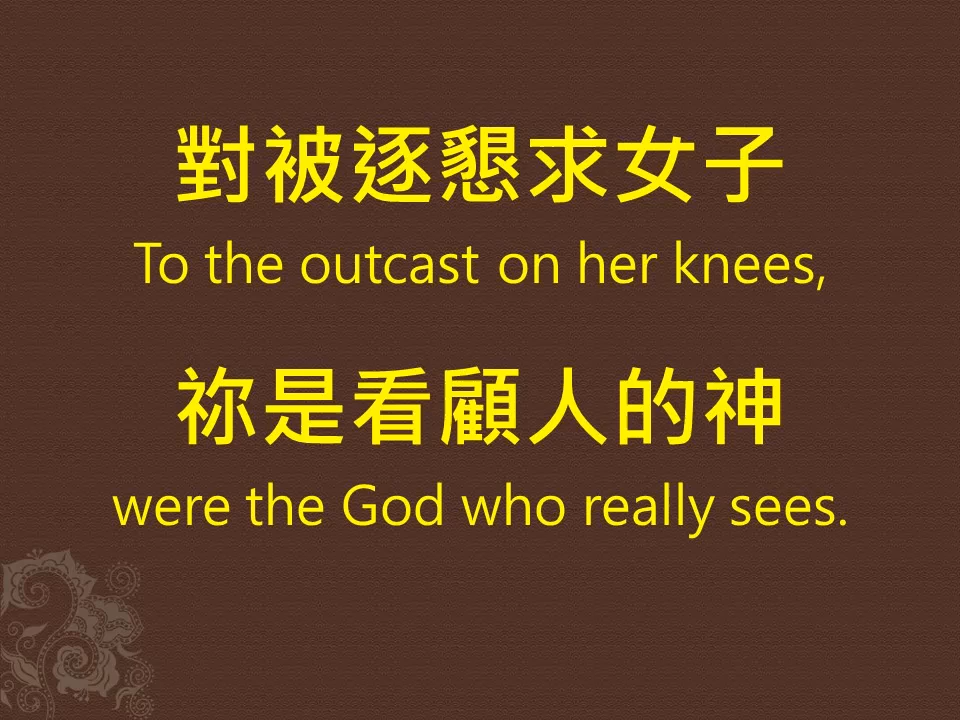 對被逐懇求女子
To the outcast on her knees,
祢是看顧人的神
were the God who really sees.